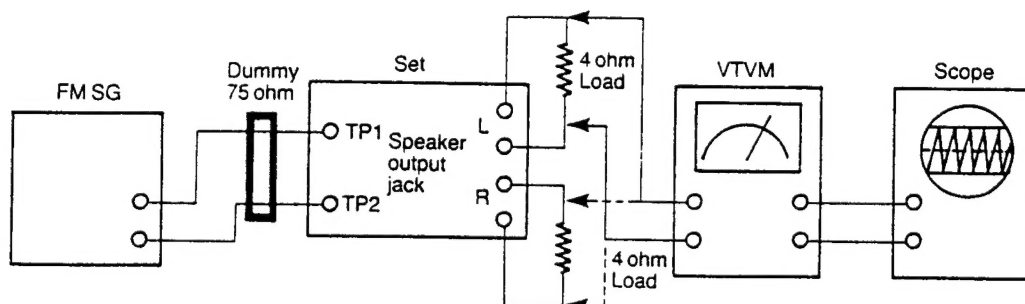 FM SG
Dummy
75 ohm
Set
TP1
TP2
Speaker
output
jack
L
R
4 ohm
Load
4 ohm
Load
VTVM
Scope